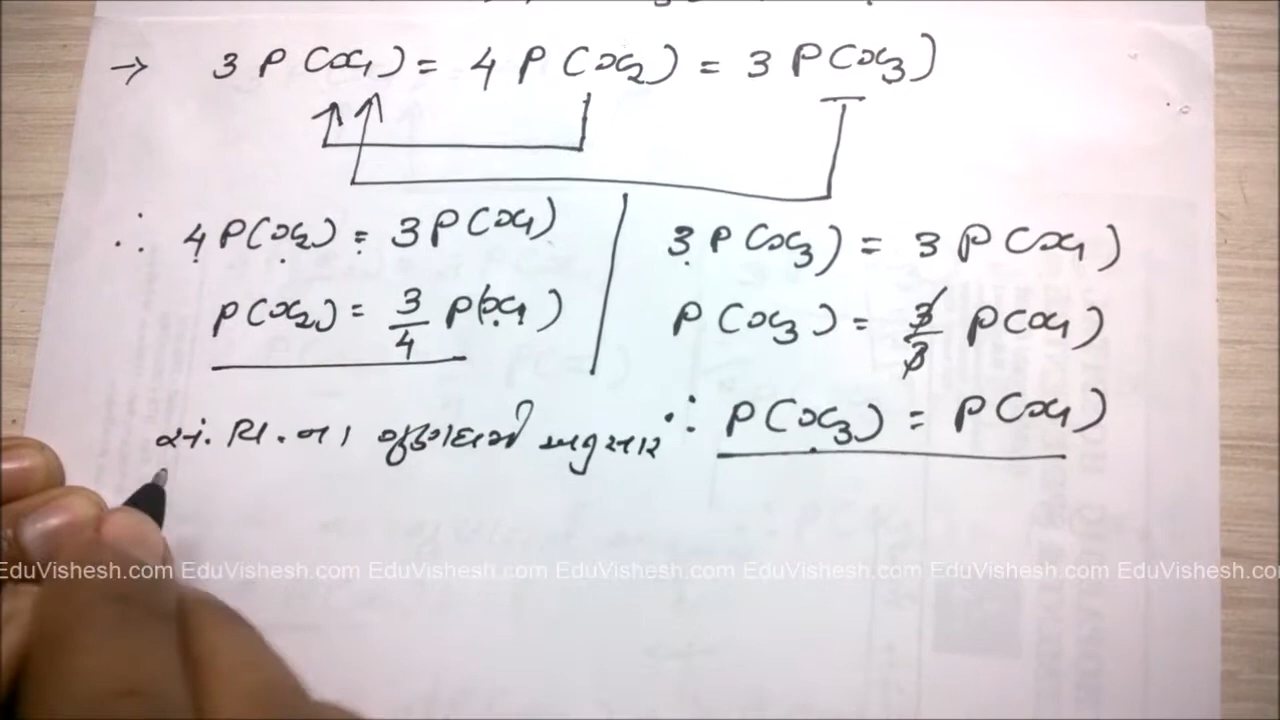 → 3 P(x₁) = 4 P(x₂) = 3 P(x₃)
∴ 4 P(x₂) = 3 P(x₁)
P(x₂) = 3/4 P(x₁)
3 P(x₃) = 3 P(x₁)
P(x₃) = 3/3 P(x₁)
∴ P(x₃) = P(x₁)
સં. વિ. ના ગુણધર્મ અનુસાર
EduVishesh.com EduVishesh.com EduVishesh.com EduVishesh.com EduVishesh.com EduVishesh.com EduVishesh.com